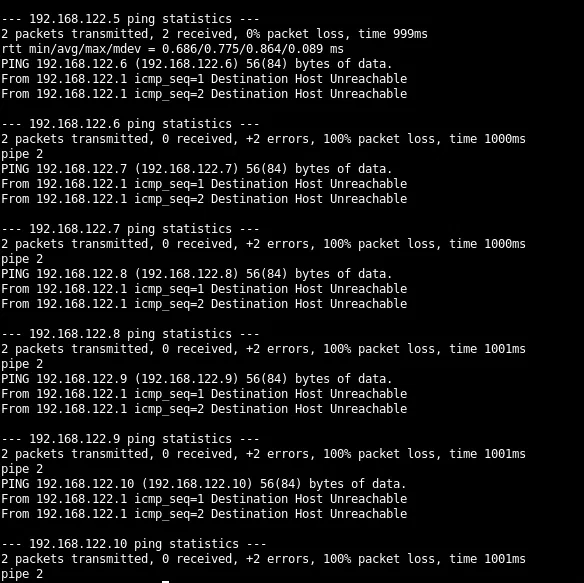 --- 192.168.122.5 ping statistics ---
2 packets transmitted, 2 received, 0% packet loss, time 999ms
rtt min/avg/max/mdev = 0.686/0.775/0.864/0.089 ms
PING 192.168.122.6 (192.168.122.6) 56(84) bytes of data.
From 192.168.122.1 icmp_seq=1 Destination Host Unreachable
From 192.168.122.1 icmp_seq=2 Destination Host Unreachable
--- 192.168.122.6 ping statistics ---
2 packets transmitted, 0 received, +2 errors, 100% packet loss, time 1000ms
pipe 2
PING 192.168.122.7 (192.168.122.7) 56(84) bytes of data.
From 192.168.122.1 icmp_seq=1 Destination Host Unreachable
From 192.168.122.1 icmp_seq=2 Destination Host Unreachable
--- 192.168.122.7 ping statistics ---
2 packets transmitted, 0 received, +2 errors, 100% packet loss, time 1000ms
pipe 2
PING 192.168.122.8 (192.168.122.8) 56(84) bytes of data.
From 192.168.122.1 icmp_seq=1 Destination Host Unreachable
From 192.168.122.1 icmp_seq=2 Destination Host Unreachable
--- 192.168.122.8 ping statistics ---
2 packets transmitted, 0 received, +2 errors, 100% packet loss, time 1001ms
pipe 2
PING 192.168.122.9 (192.168.122.9) 56(84) bytes of data.
From 192.168.122.1 icmp_seq=1 Destination Host Unreachable
From 192.168.122.1 icmp_seq=2 Destination Host Unreachable
--- 192.168.122.9 ping statistics ---
2 packets transmitted, 0 received, +2 errors, 100% packet loss, time 1001ms
pipe 2
PING 192.168.122.10 (192.168.122.10) 56(84) bytes of data.
From 192.168.122.1 icmp_seq=1 Destination Host Unreachable
From 192.168.122.1 icmp_seq=2 Destination Host Unreachable
--- 192.168.122.10 ping statistics ---
2 packets transmitted, 0 received, +2 errors, 100% packet loss, time 1001ms
pipe 2